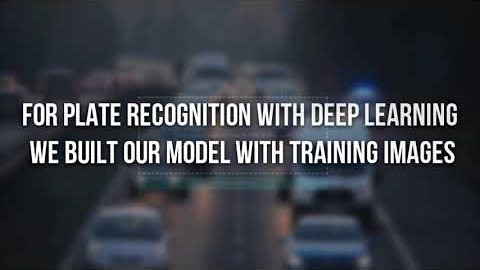 FOR PLATE RECOGNITION WITH DEEP LEARNING
WE BUILT OUR MODEL WITH TRAINING IMAGES